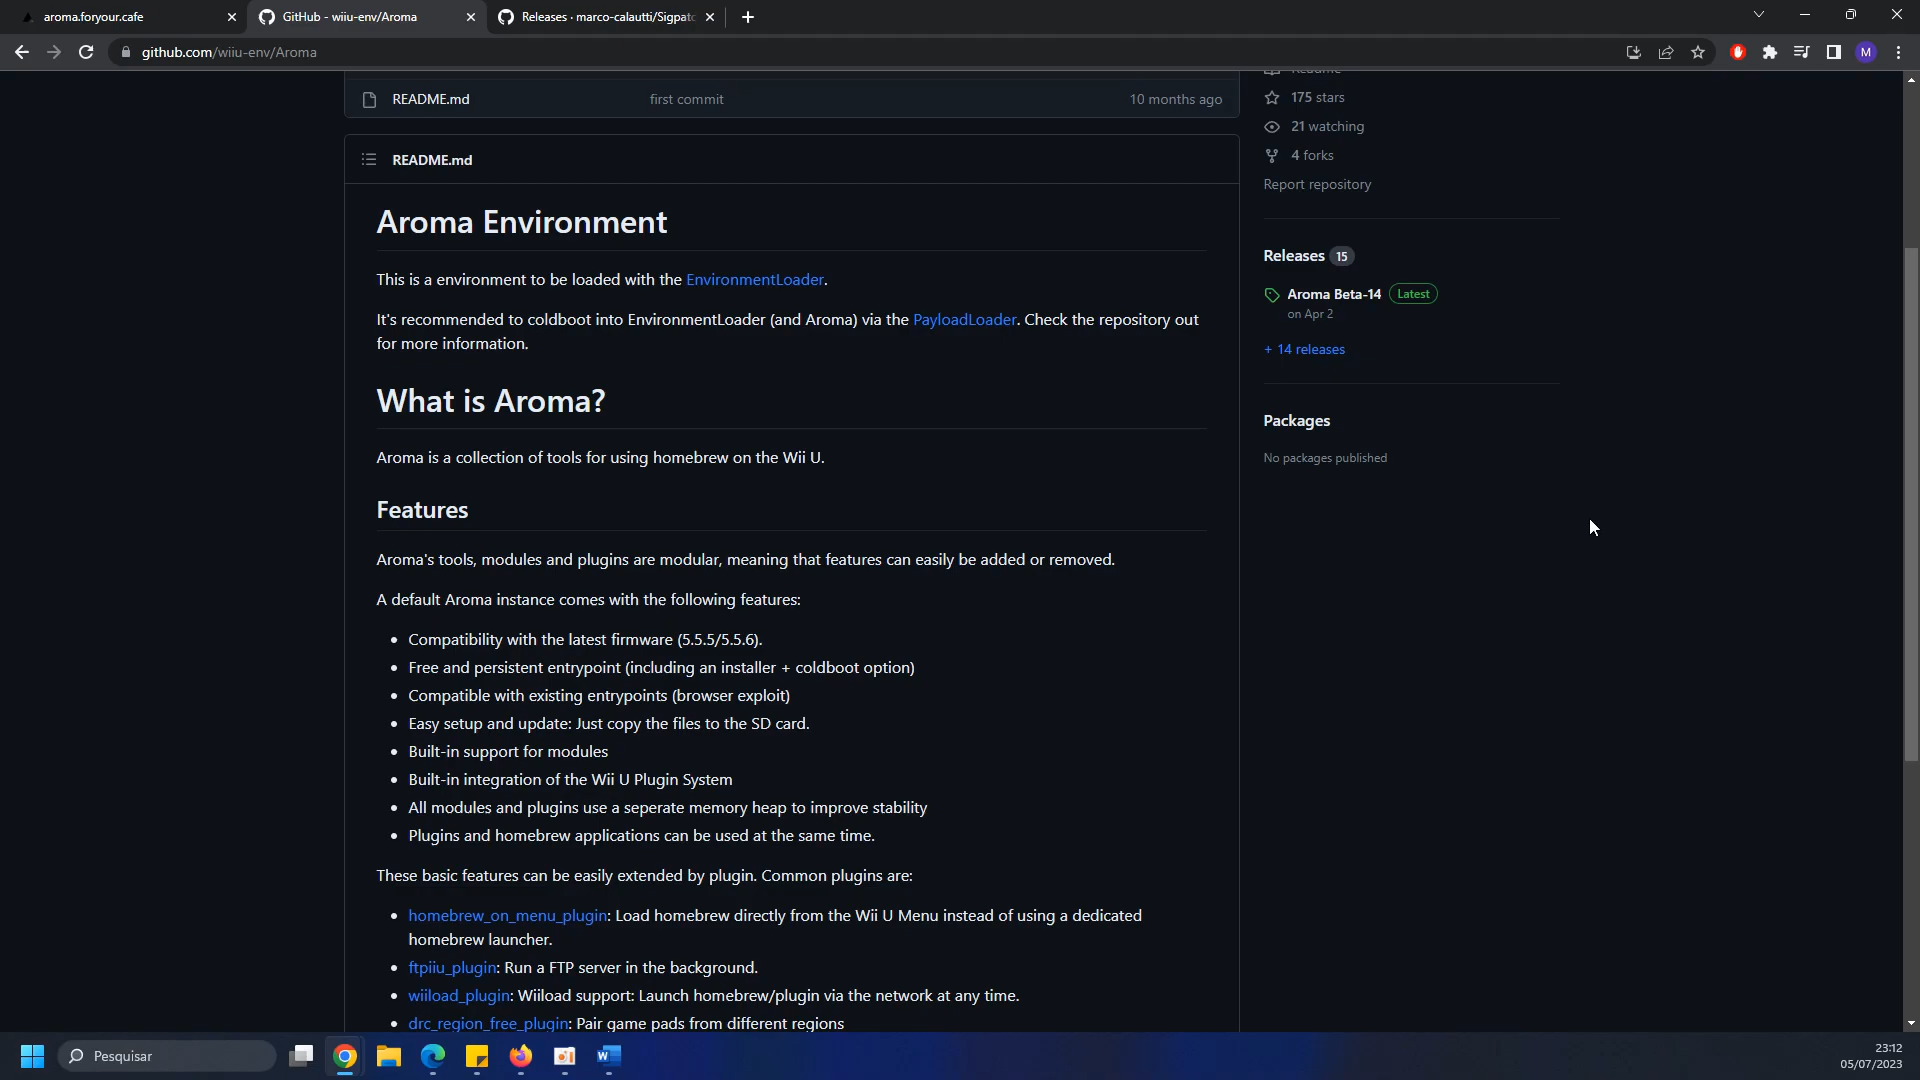 aroma.foryour.cafe
GitHub - wiiu-env/Aroma
Releases · marco-calautti/Sigpatc
github.com/wiiu-env/Aroma
M
README.md
first commit
10 months ago
README.md
Aroma Environment
This is a environment to be loaded with the EnvironmentLoader.
It's recommended to coldboot into EnvironmentLoader (and Aroma) via the PayloadLoader. Check the repository out
for more information.
What is Aroma?
Aroma is a collection of tools for using homebrew on the Wii U.
Features
Aroma's tools, modules and plugins are modular, meaning that features can easily be added or removed.
A default Aroma instance comes with the following features:
• Compatibility with the latest firmware (5.5.5/5.5.6).
• Free and persistent entrypoint (including an installer + coldboot option)
• Compatible with existing entrypoints (browser exploit)
• Easy setup and update: Just copy the files to the SD card.
• Built-in support for modules
• Built-in integration of the Wii U Plugin System
• All modules and plugins use a seperate memory heap to improve stability
• Plugins and homebrew applications can be used at the same time.
These basic features can be easily extended by plugin. Common plugins are:
• homebrew_on_menu_plugin: Load homebrew directly from the Wii U Menu instead of using a dedicated
homebrew launcher.
• ftpiiu_plugin: Run a FTP server in the background.
• wiiload_plugin: Wiiload support: Launch homebrew/plugin via the network at any time.
• drc_region_free_plugin: Pair game pads from different regions
Readme
175 stars
21 watching
4 forks
Report repository
Releases 15
Aroma Beta-14 Latest
on Apr 2
+ 14 releases
Packages
No packages published
Pesquisar
23:12
05/07/2023